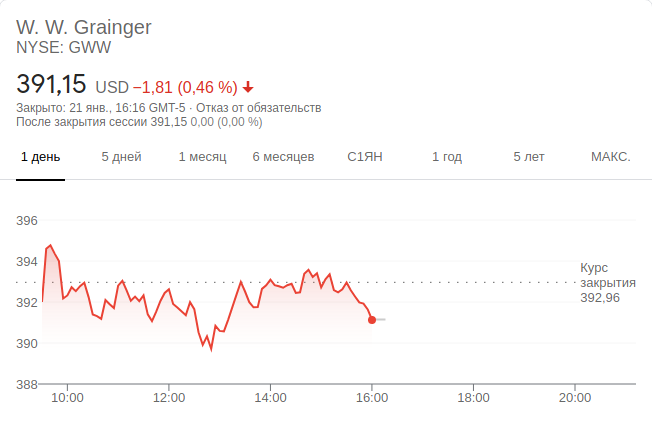 W. W. Grainger
NYSE: GWW
391,15 USD −1,81 (0,46 %)
Закрыто: 21 янв., 16:16 GMT-5 · Отказ от обязательств
После закрытия сессии 391,15 0,00 (0,00 %)
1 день 5 дней 1 месяц 6 месяцев С1ЯН 1 год 5 лет МАКС.
396
394
Курс
закрытия
392,96
392
390
388
10:00 12:00 14:00 16:00 18:00 20:00